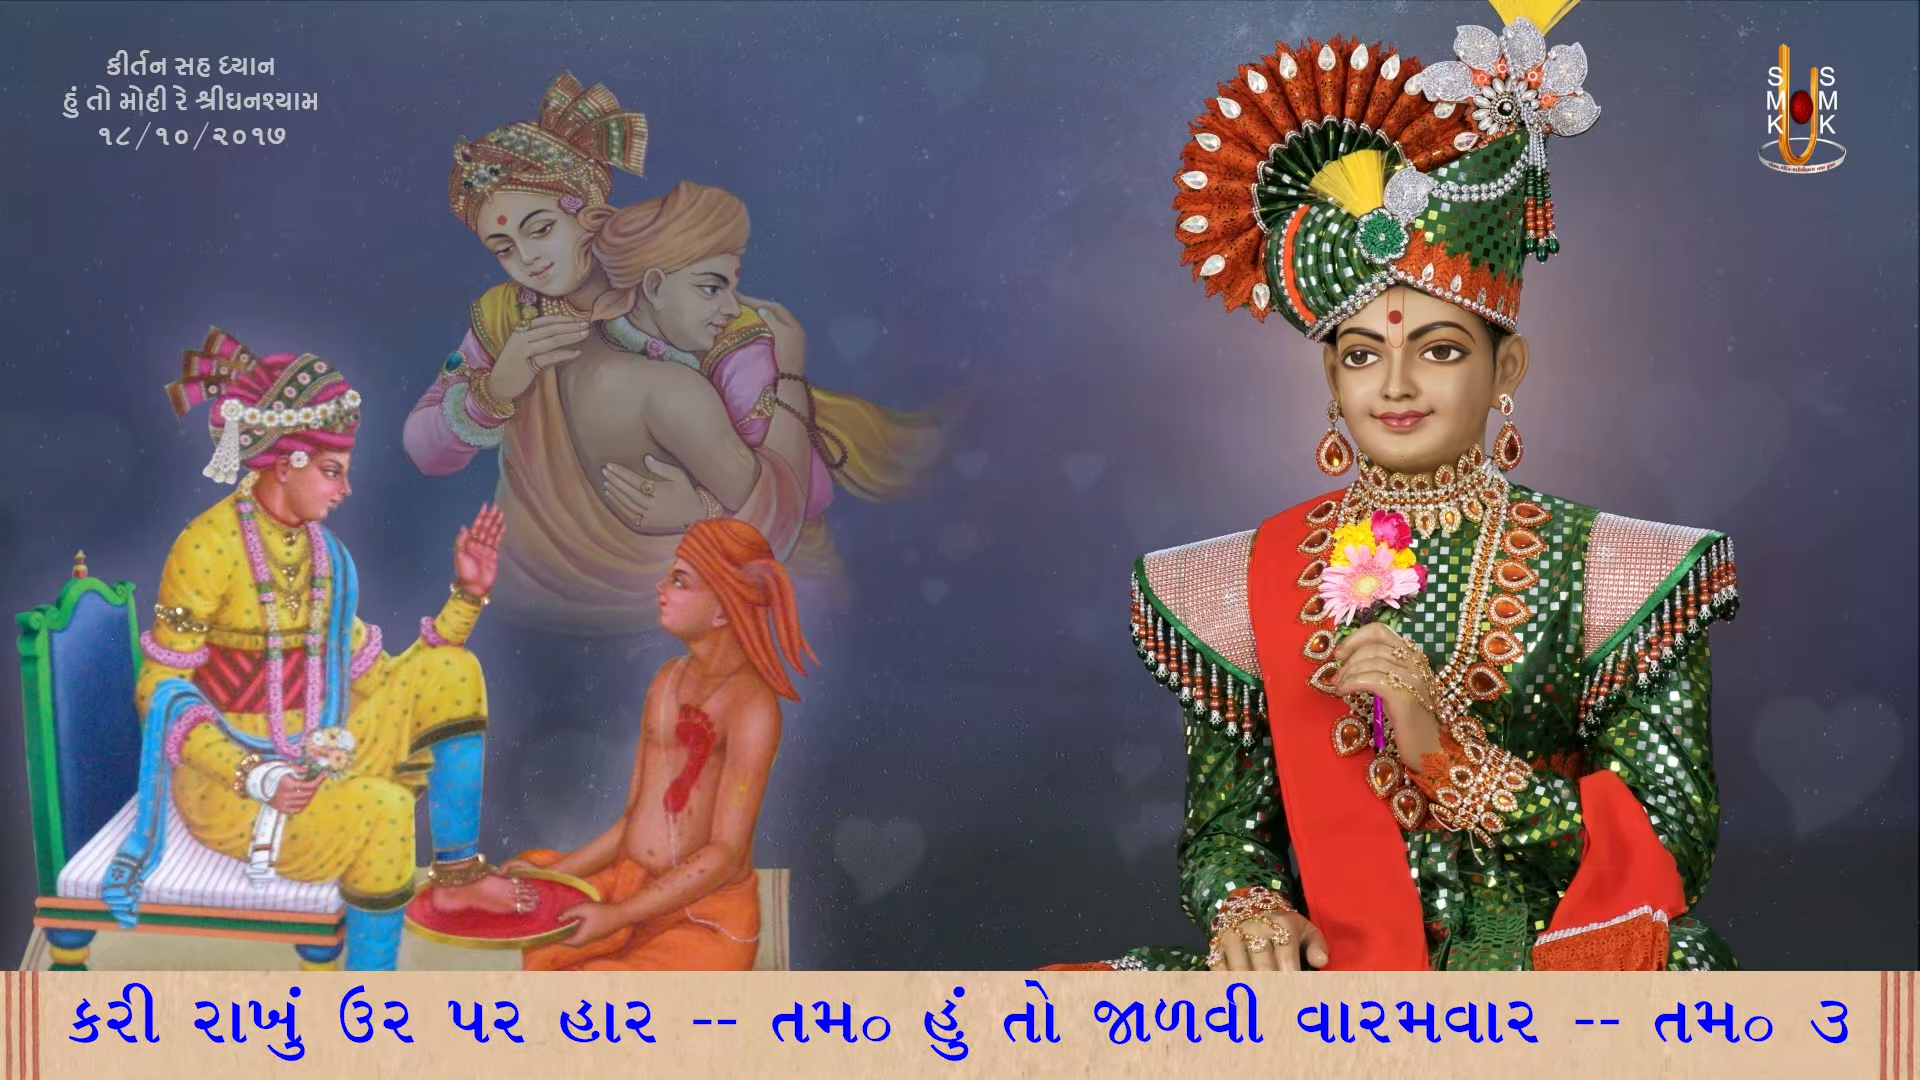 કીર્તન સહ ધ્યાન
હું તો મોહી રે શ્રીઘનશ્યામ
૧૮/૧૦/૨૦૧૭
S S
M M
K K
કરી રાખું ઉર પર હાર -- તમ૦ હું તો જાળવી વારમવાર -- તમ૦ ૩